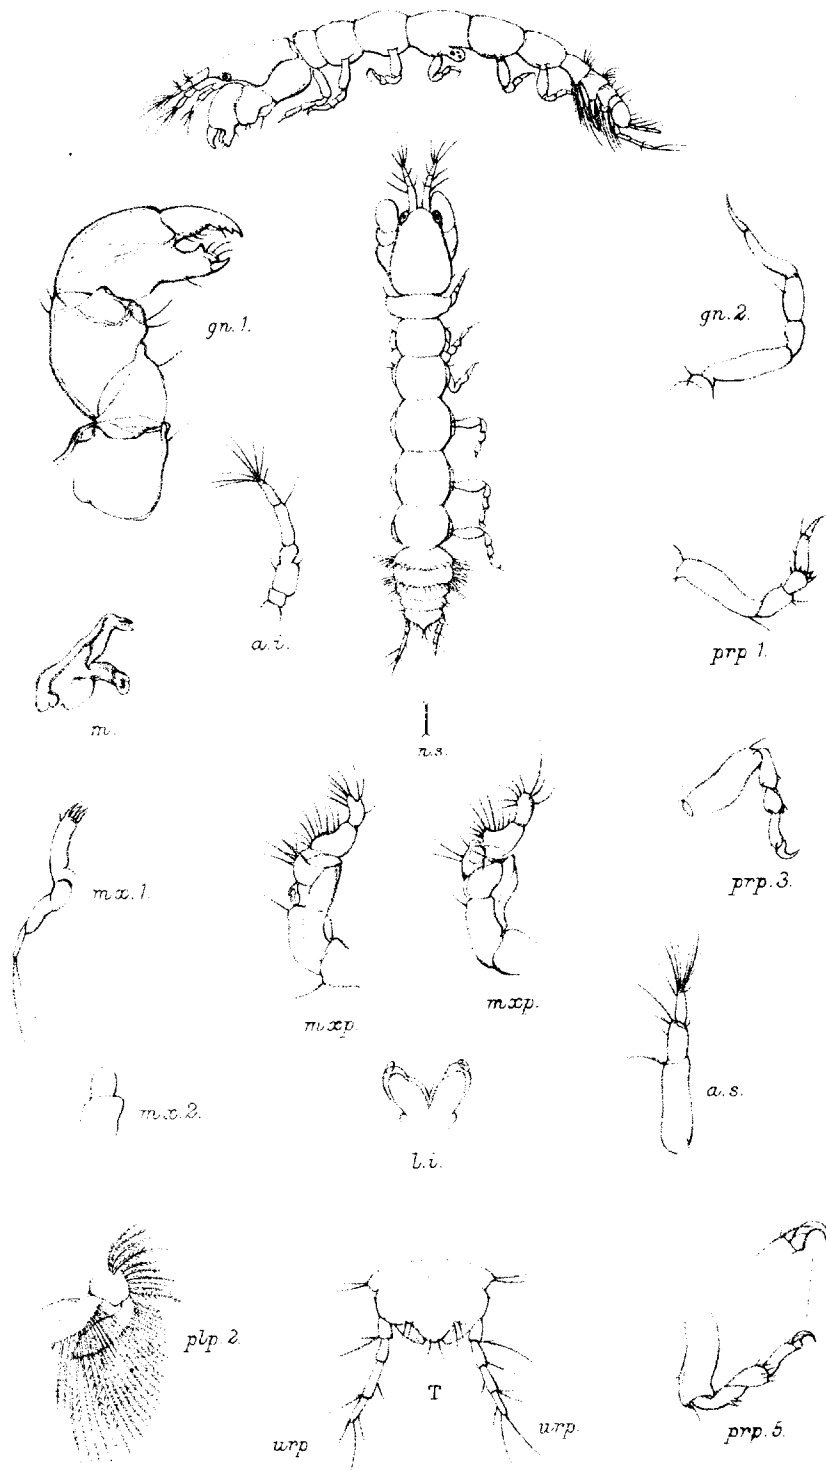 gn. 1.
gn. 2.
a. i.
prp 1.
m.
n.s.
mx. 1.
prp. 3.
mxp.
mxp.
a. s.
mx. 2.
l. i.
plp. 2.
T
urp
urp.
prp. 5.